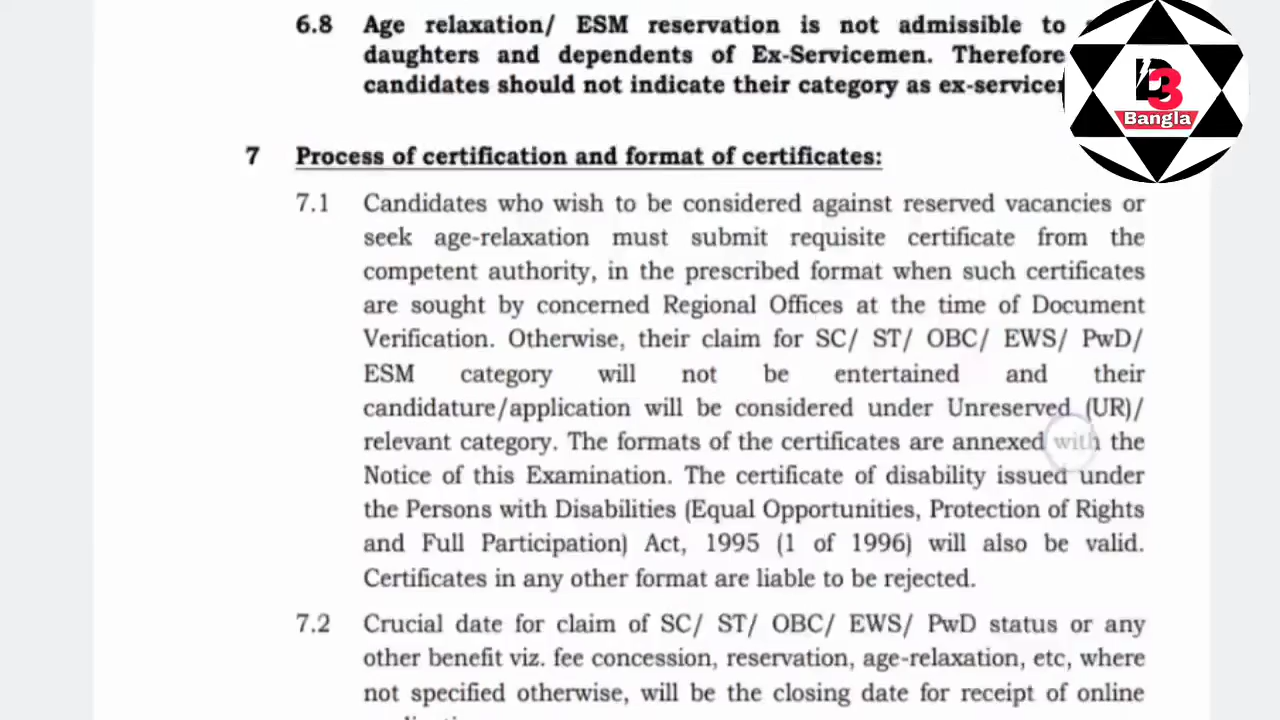 6.8 Age relaxation/ ESM reservation is not admissible to
daughters and dependents of Ex-Servicemen. Therefore
candidates should not indicate their category as
D3
Bangla
7 Process of certification and format of certificates:
7.1 Candidates who wish to be considered against reserved vacancies or
seek age-relaxation must submit requisite certificate from the
competent authority, in the prescribed format when such certificates
are sought by concerned Regional Offices at the time of Document
Verification. Otherwise, their claim for SC/ ST/ OBC/ EWS/ PwD/
ESM category will not be entertained and their
candidature/application will be considered under Unreserved (UR)/
relevant category. The formats of the certificates are annexed with the
Notice of this Examination. The certificate of disability issued under
the Persons with Disabilities (Equal Opportunities, Protection of Rights
and Full Participation) Act, 1995 (1 of 1996) will also be valid.
Certificates in any other format are liable to be rejected.
7.2 Crucial date for claim of SC/ ST/ OBC/ EWS/ PwD status or any
other benefit viz. fee concession, reservation, age-relaxation, etc, where
not specified otherwise, will be the closing date for receipt of online